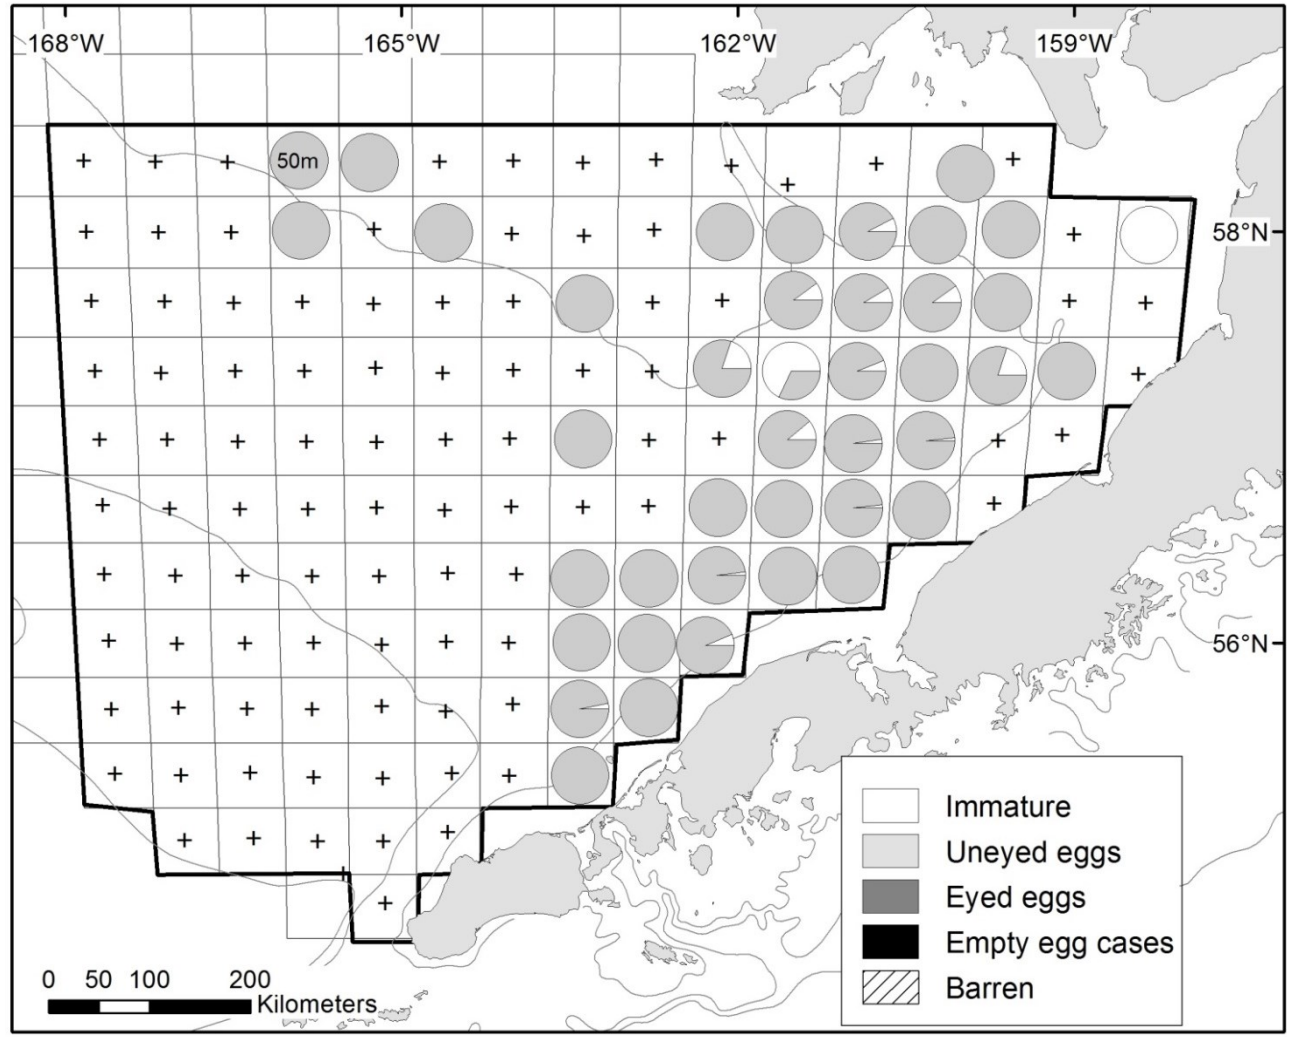 168°W 165°W 162°W 159°W
50m
58°N
56°N
Immature
Uneyed eggs
Eyed eggs
Empty egg cases
Barren
0 50 100 200
Kilometers